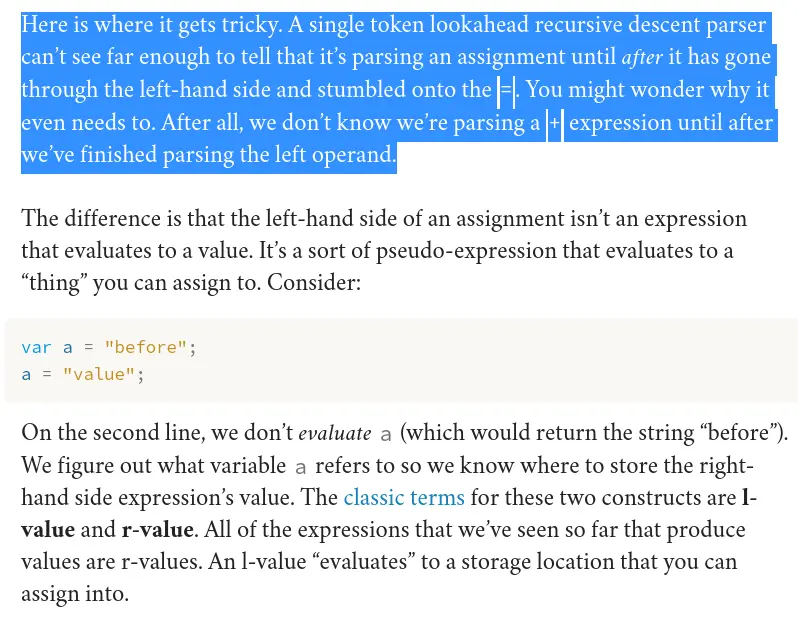 Here is where it gets tricky. A single token lookahead recursive descent parser
can’t see far enough to tell that it’s parsing an assignment until after it has gone
through the left-hand side and stumbled onto the =. You might wonder why it
even needs to. After all, we don’t know we’re parsing a + expression until after
we’ve finished parsing the left operand.
The difference is that the left-hand side of an assignment isn’t an expression
that evaluates to a value. It’s a sort of pseudo-expression that evaluates to a
“thing” you can assign to. Consider:
var a = "before";
a = "value";
On the second line, we don’t evaluate a (which would return the string “before”).
We figure out what variable a refers to so we know where to store the right-
hand side expression’s value. The classic terms for these two constructs are l-
value and r-value. All of the expressions that we’ve seen so far that produce
values are r-values. An l-value “evaluates” to a storage location that you can
assign into.